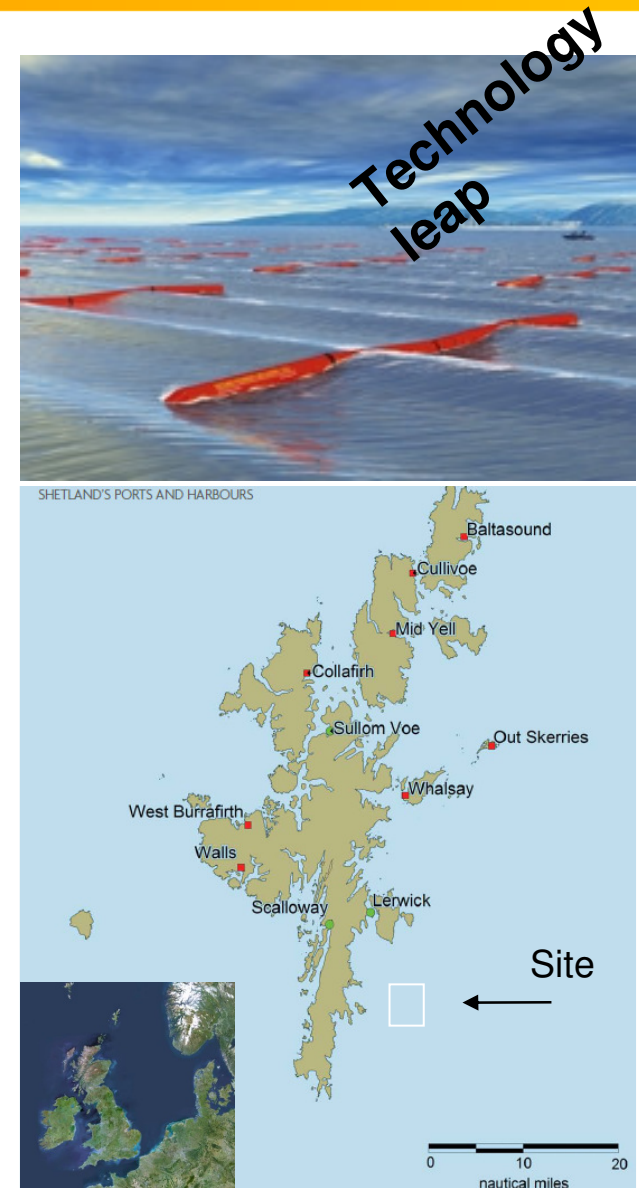 Technology
leap
SHETLAND'S PORTS AND HARBOURS
Baltasound
Cullivoe
Mid Yell
Collafirh
Sullom Voe
Out Skerries
Whalsay
West Burrafirth
Walls
Scalloway
Lerwick
Site
0 10 20
nautical miles